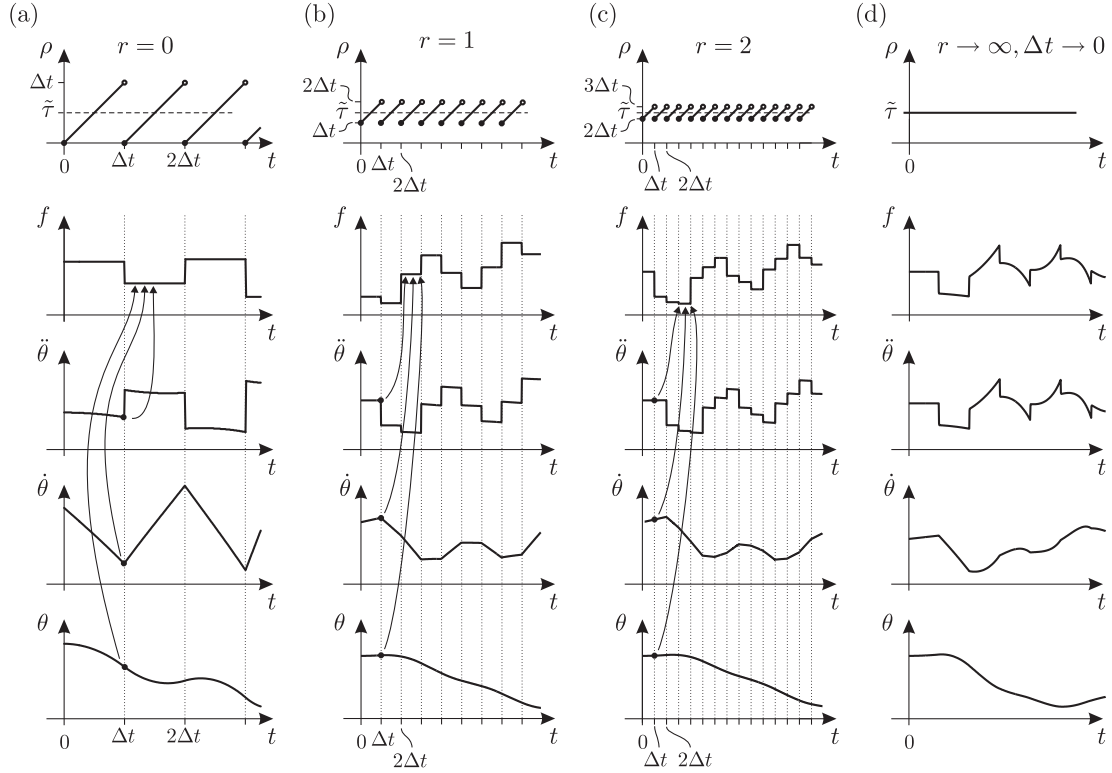 (a) (b) (c) (d)
ρ r = 0 ρ r = 1 ρ r = 2 ρ r → ∞, Δt → 0
Δt 2Δt 3Δt
τ̃ τ̃ τ̃ τ̃
Δt 2Δt
0 Δt 2Δt t 0 Δt t 0 t 0 t
2Δt Δt 2Δt
f f f f
t t t t
θ̈ θ̈ θ̈ θ̈
t t t t
θ̇ θ̇ θ̇ θ̇
t t t t
θ θ θ θ
0 Δt 2Δt t 0 Δt t 0 t 0 t
2Δt Δt 2Δt